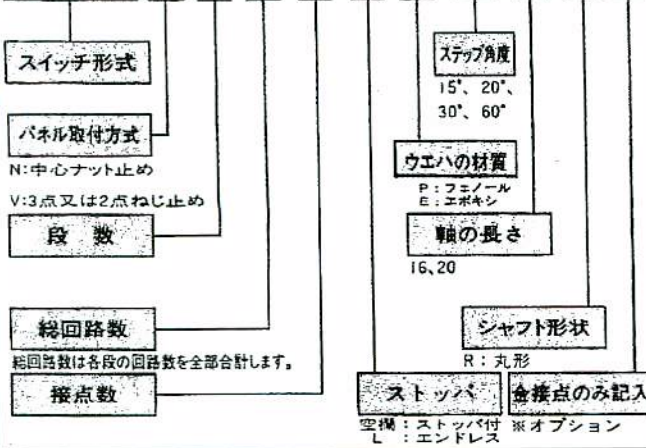 スイッチ形式
パネル取付方式
N:中心ナット止め
V:3点又は2点ねじ止め
段 数
総回路数
総回路数は各段の回路数を全部合計します。
接点数
ステップ角度
15°、20°、
30°、60°
ウエハの材質
P:フェノール
E:エポキシ
軸の長さ
16、20
シャフト形状
R:丸形
ストッパ
空欄:ストッパ付
L :エンドレス
金接点のみ記入
※オプション